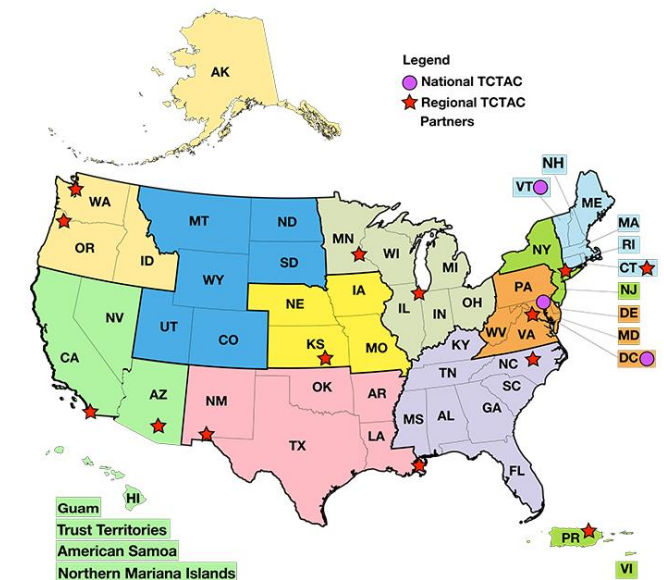 AK
Legend
National TCTAC
Regional TCTAC
Partners
NH
VT
ME
WA
MT
ND
MN
MA
OR
ID
WI
NY
RI
SD
MI
CT
WY
PA
NJ
NE
IA
IL
IN
OH
DE
NV
UT
CO
WV
VA
MD
CA
KS
MO
KY
DC
AZ
NM
OK
AR
TN
NC
SC
TX
LA
MS
AL
GA
FL
HI
Guam
Trust Territories
American Samoa
Northern Mariana Islands
PR
VI